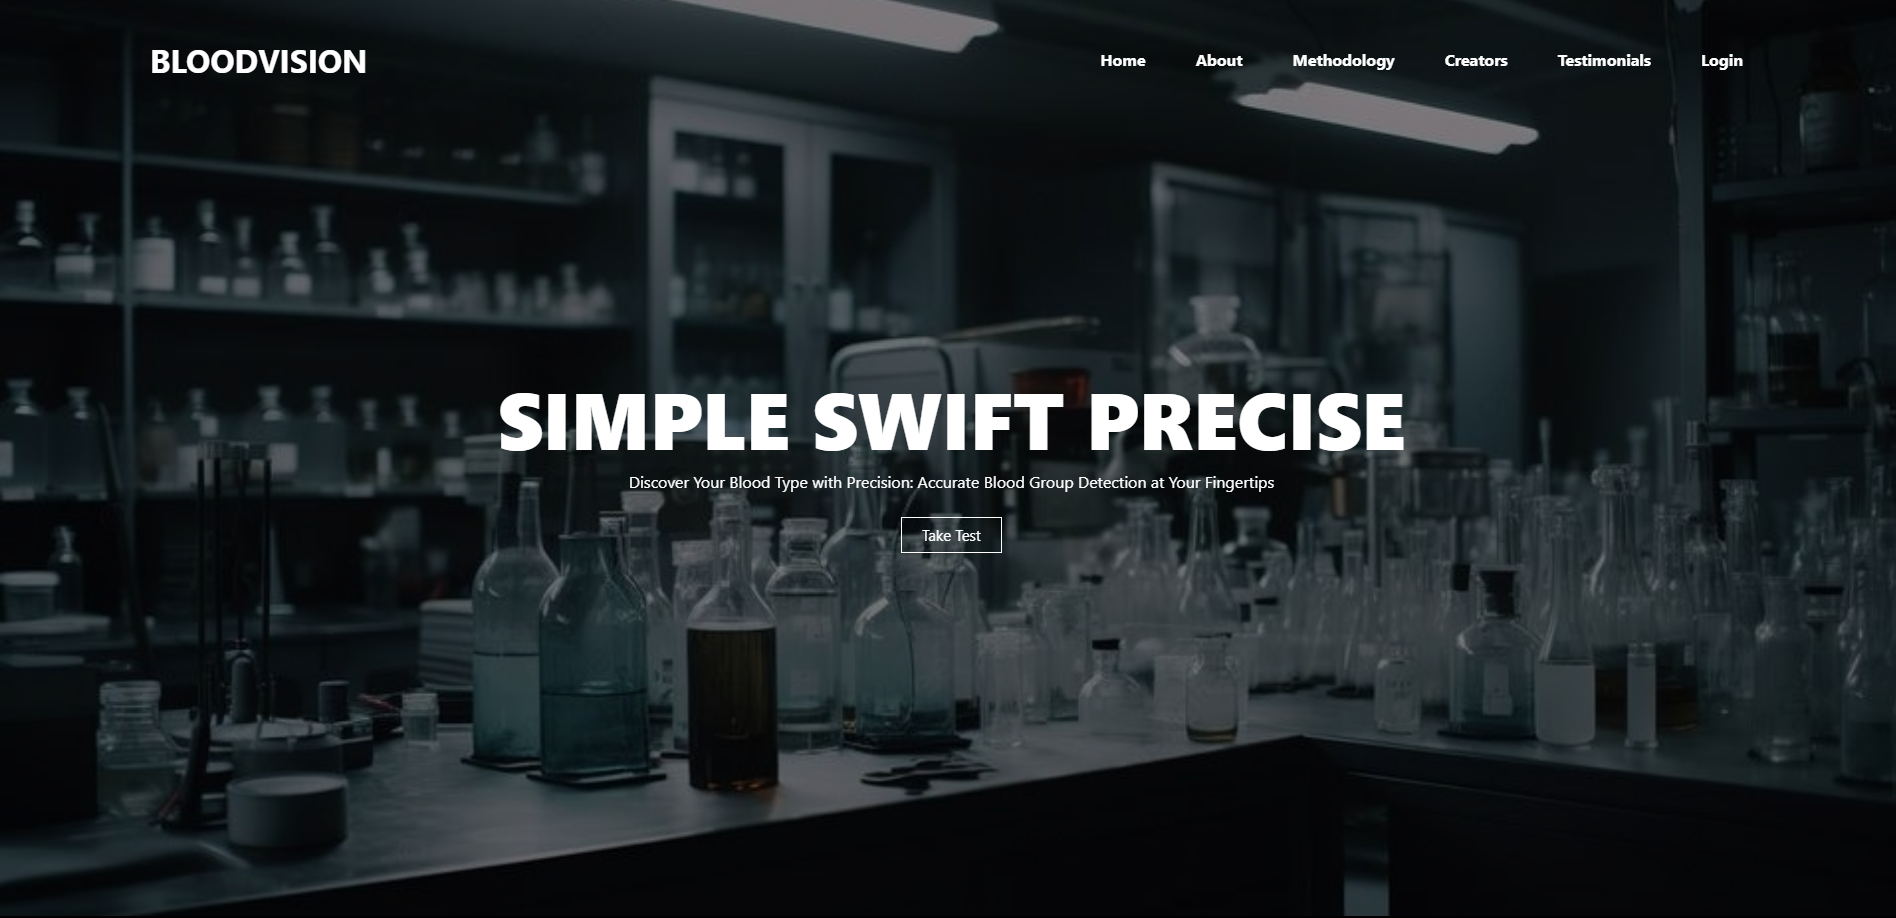 BLOODVISION
Home About Methodology Creators Testimonials Login
SIMPLE SWIFT PRECISE
Discover Your Blood Type with Precision: Accurate Blood Group Detection at Your Fingertips
Take Test